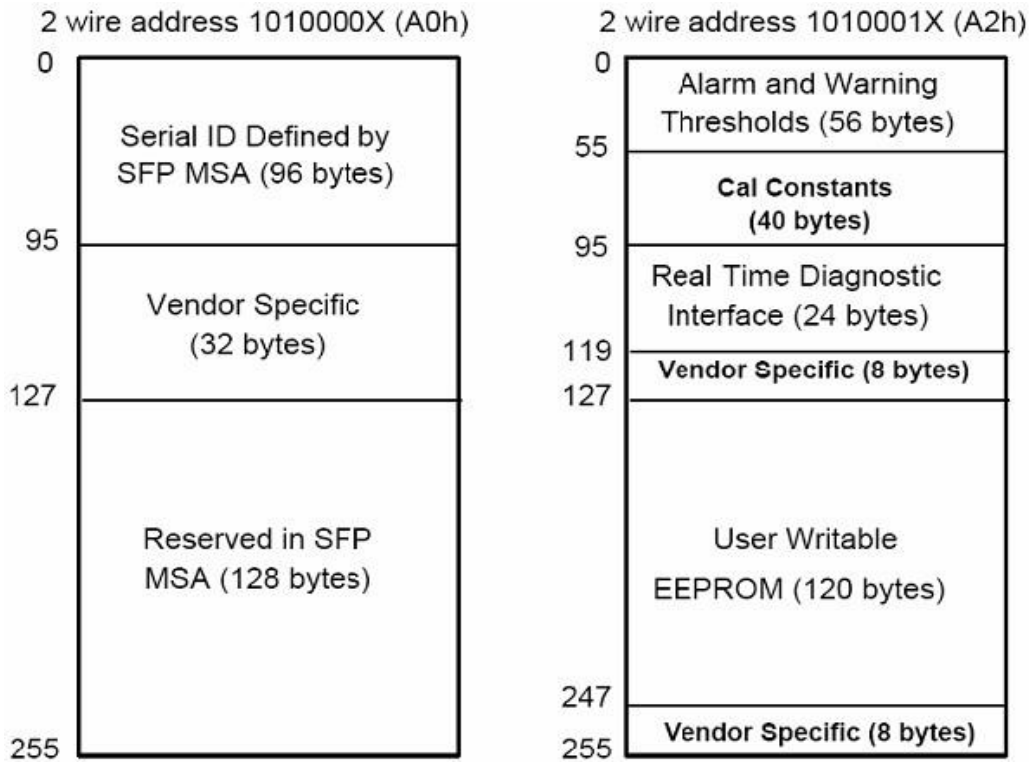 2 wire address 1010000X (A0h)
0
Serial ID Defined by
SFP MSA (96 bytes)
95
Vendor Specific
(32 bytes)
127
Reserved in SFP
MSA (128 bytes)
255
2 wire address 1010001X (A2h)
0
Alarm and Warning
Thresholds (56 bytes)
55
Cal Constants
(40 bytes)
95
Real Time Diagnostic
Interface (24 bytes)
119
Vendor Specific (8 bytes)
127
User Writable
EEPROM (120 bytes)
247
Vendor Specific (8 bytes)
255